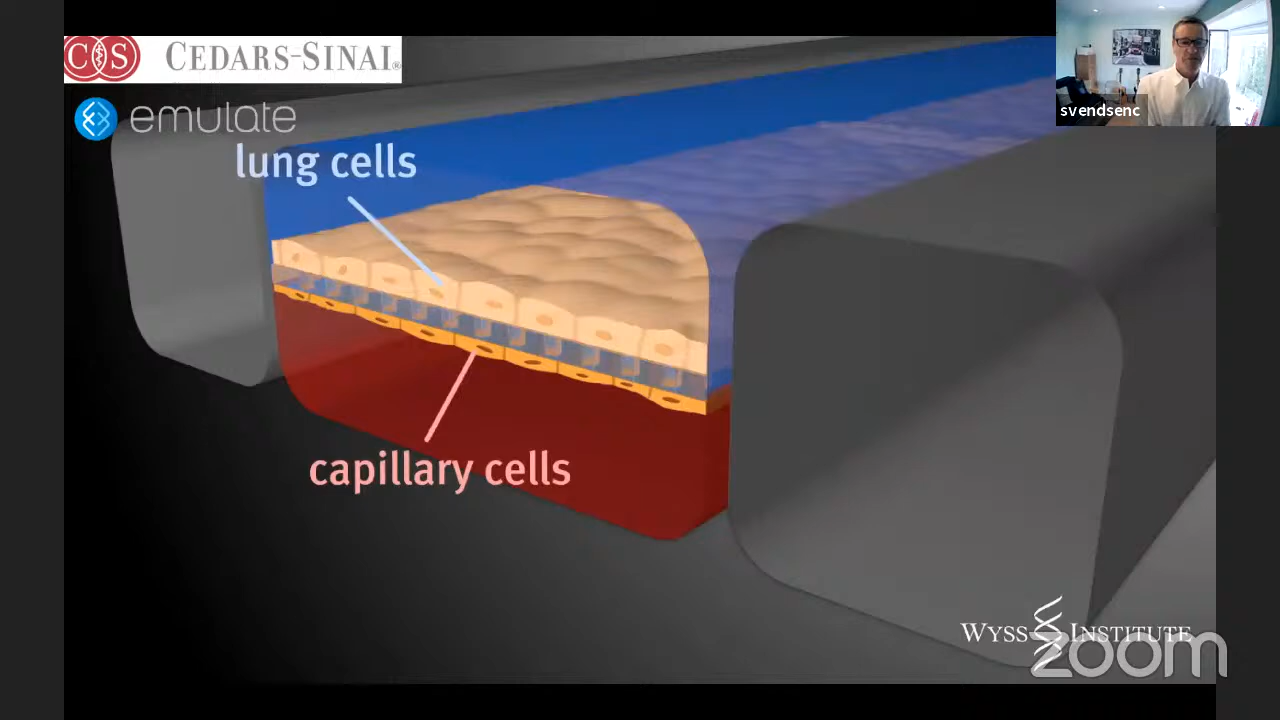 CEDARS-SINAI®
emulate
lung cells
capillary cells
svendsenc
WYSS INSTITUTE
zoom